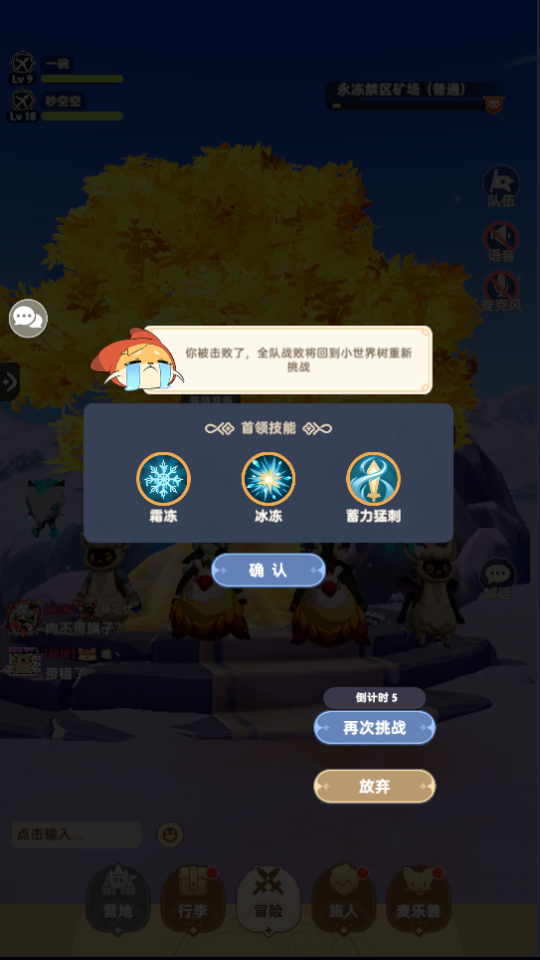 一碗
Lv 9
秒空空
Lv 18
永冻禁区矿场（普通）
队伍
语音
麦克风
你被击败了，全队战败将回到小世界树重新
挑战
首领技能
霜冻
冰冻
蓄力猛刺
确 认
肉不带旗子?
带错了
倒计时 5
再次挑战
放弃
点击输入...
营地
行李
冒险
旅人
麦乐兽